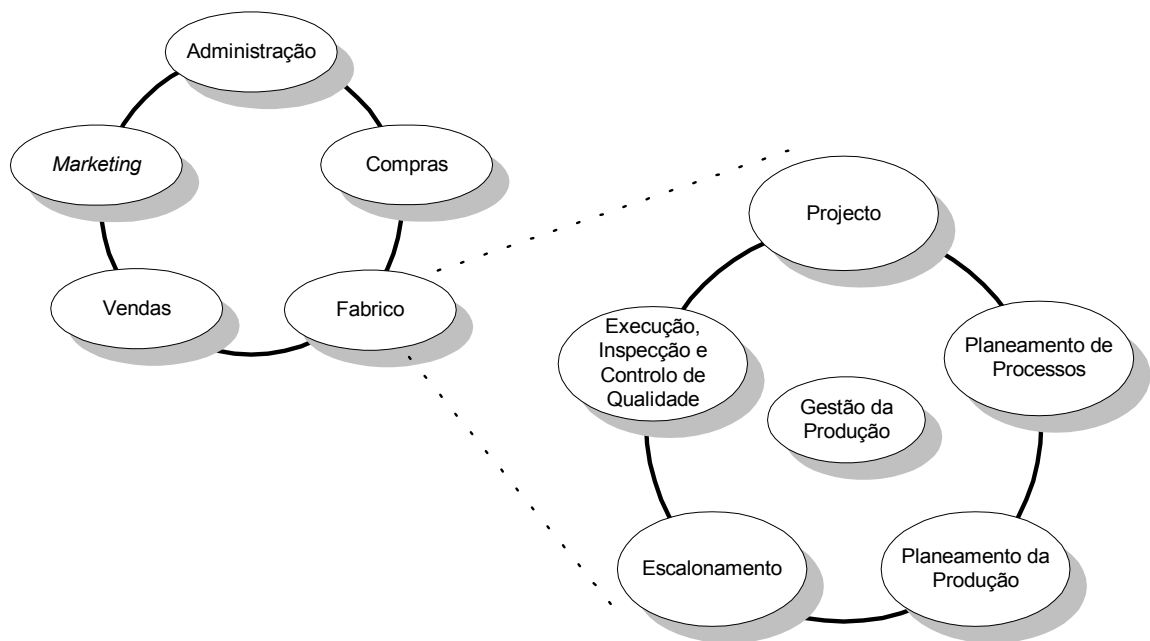 Administração
Marketing
Compras
Vendas
Fabrico
Projecto
Execução,
Inspecção e
Controlo de
Qualidade
Planeamento de
Processos
Gestão da
Produção
Escalonamento
Planeamento da
Produção